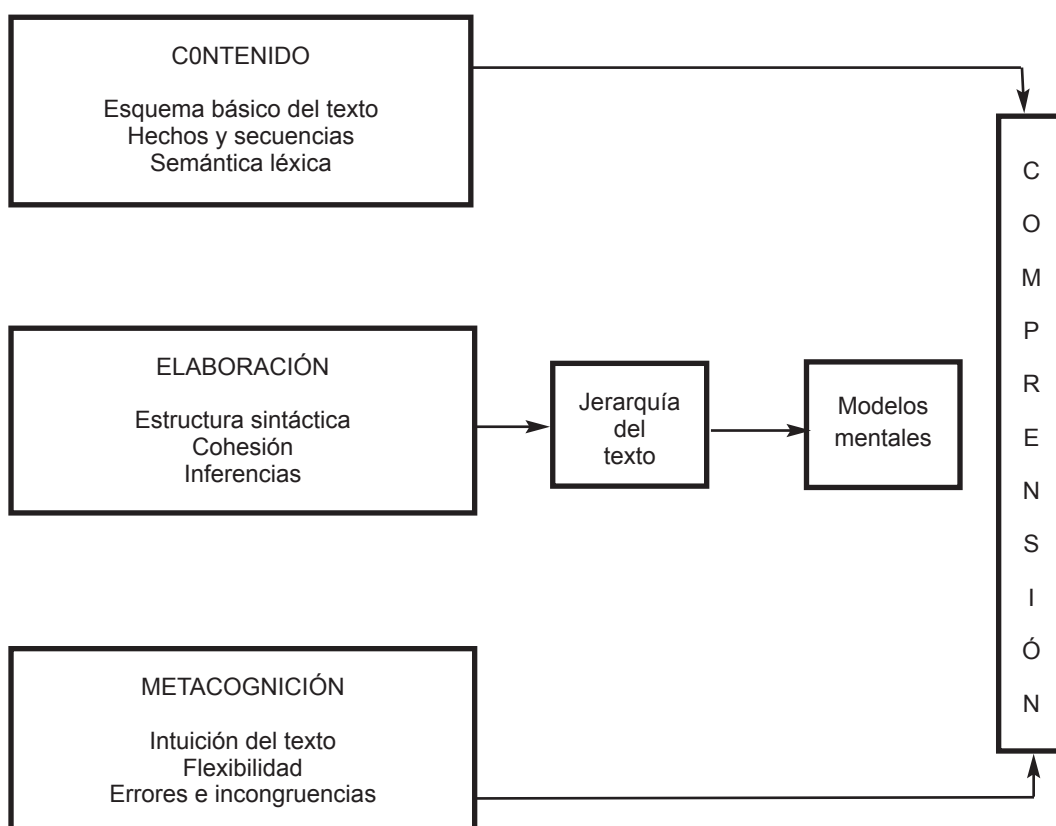 C0NTENIDO
Esquema básico del texto
Hechos y secuencias
Semántica léxica
ELABORACIÓN
Estructura sintáctica
Cohesión
Inferencias
Jerarquía
del
texto
Modelos
mentales
METACOGNICIÓN
Intuición del texto
Flexibilidad
Errores e incongruencias
C
O
M
P
R
E
N
S
I
Ó
N